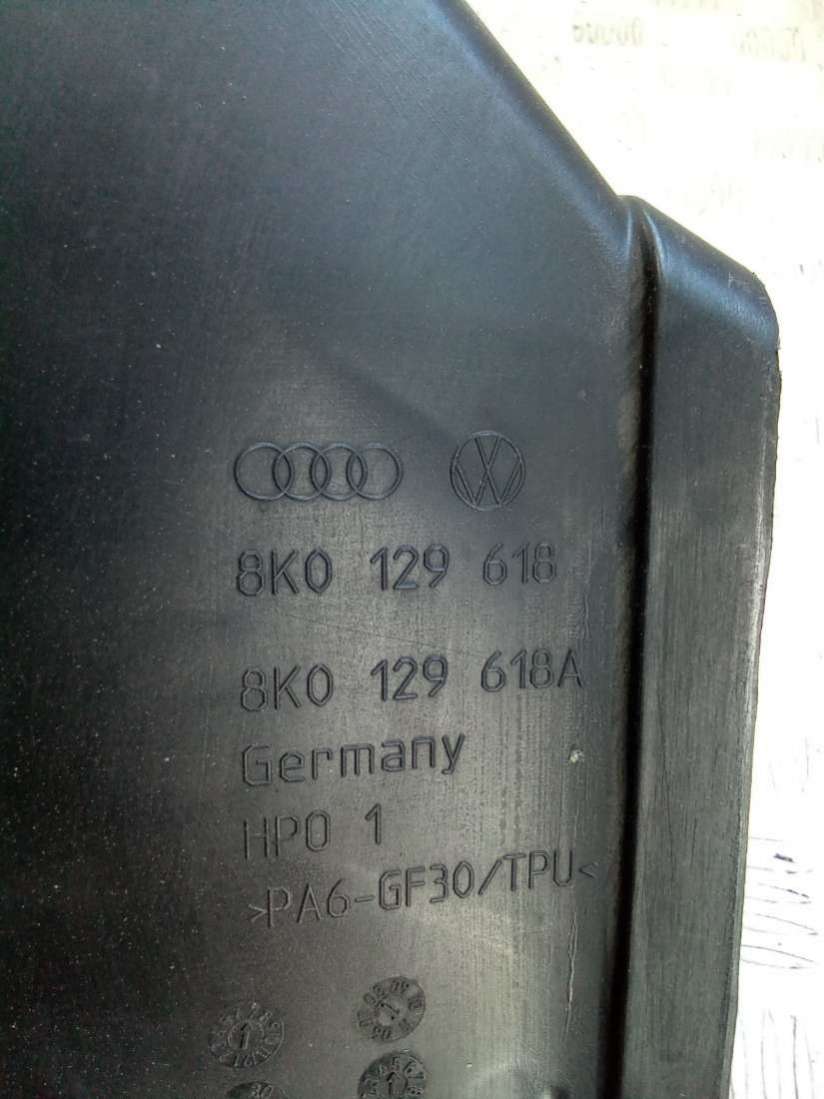 8K0 129 618
8K0 129 618A
Germany
HP0 1
>PA6-GF30/TPU<